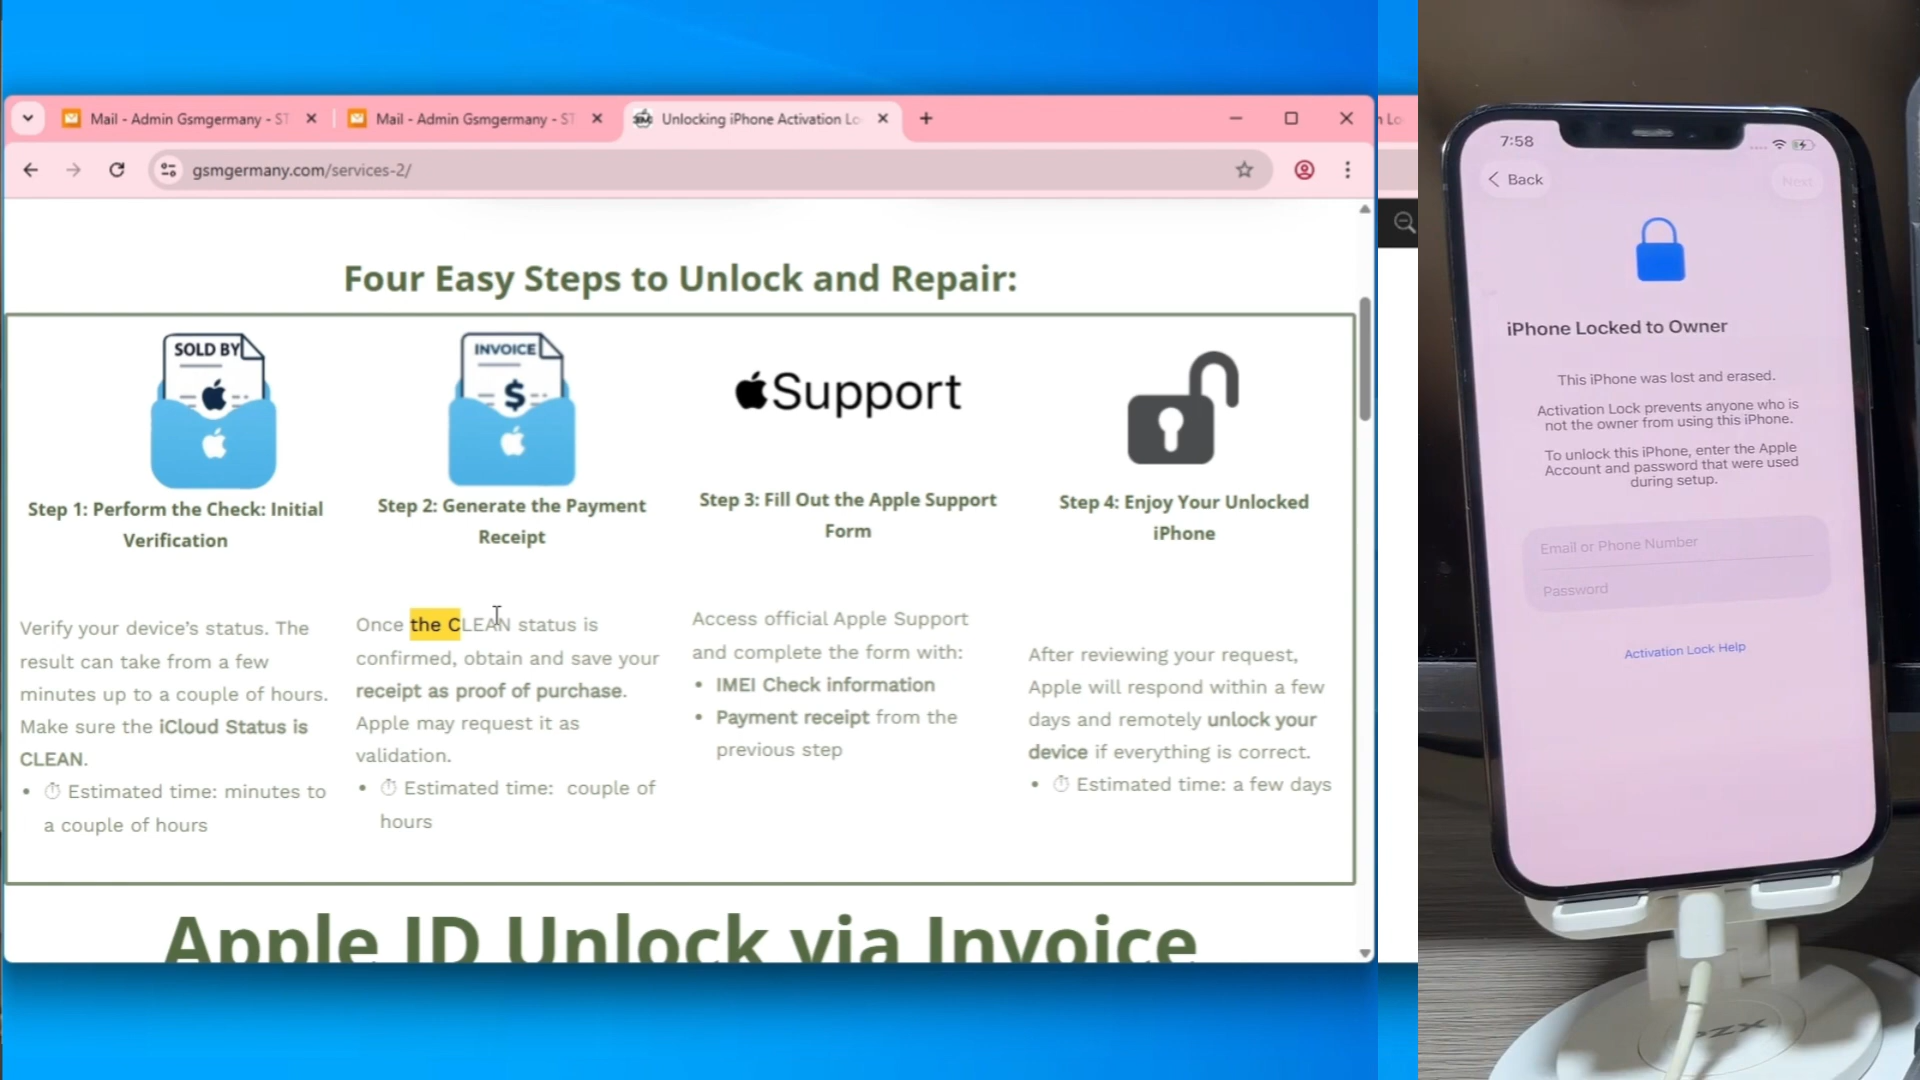 Mail - Admin Gsmgermany - ST
Mail - Admin Gsmgermany - ST
Unlocking iPhone Activation Lo
gsmgermany.com/services-2/
Four Easy Steps to Unlock and Repair:
SOLD BY
Step 1: Perform the Check: Initial
Verification
Verify your device's status. The
result can take from a few
minutes up to a couple of hours.
Make sure the iCloud Status is
CLEAN.
• ⏱ Estimated time: minutes to
a couple of hours
INVOICE
$
Step 2: Generate the Payment
Receipt
Once the CLEAN status is
confirmed, obtain and save your
receipt as proof of purchase.
Apple may request it as
validation.
• ⏱ Estimated time: couple of
hours
Support
Step 3: Fill Out the Apple Support
Form
Access official Apple Support
and complete the form with:
• IMEI Check information
• Payment receipt from the
previous step
Step 4: Enjoy Your Unlocked
iPhone
After reviewing your request,
Apple will respond within a few
days and remotely unlock your
device if everything is correct.
• ⏱ Estimated time: a few days
Apple ID Unlock via Invoice
n Lo
7:58
Back
Next
iPhone Locked to Owner
This iPhone was lost and erased.
Activation Lock prevents anyone who is
not the owner from using this iPhone.
To unlock this iPhone, enter the Apple
Account and password that were used
during setup.
Email or Phone Number
Password
Activation Lock Help